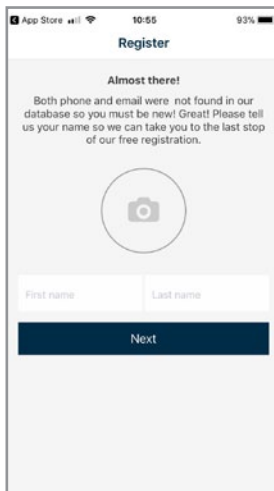 App Store 10:55 93%
Register
Almost there!
Both phone and email were not found in our
database so you must be new! Great! Please tell
us your name so we can take you to the last stop
of our free registration.
First name Last name
Next